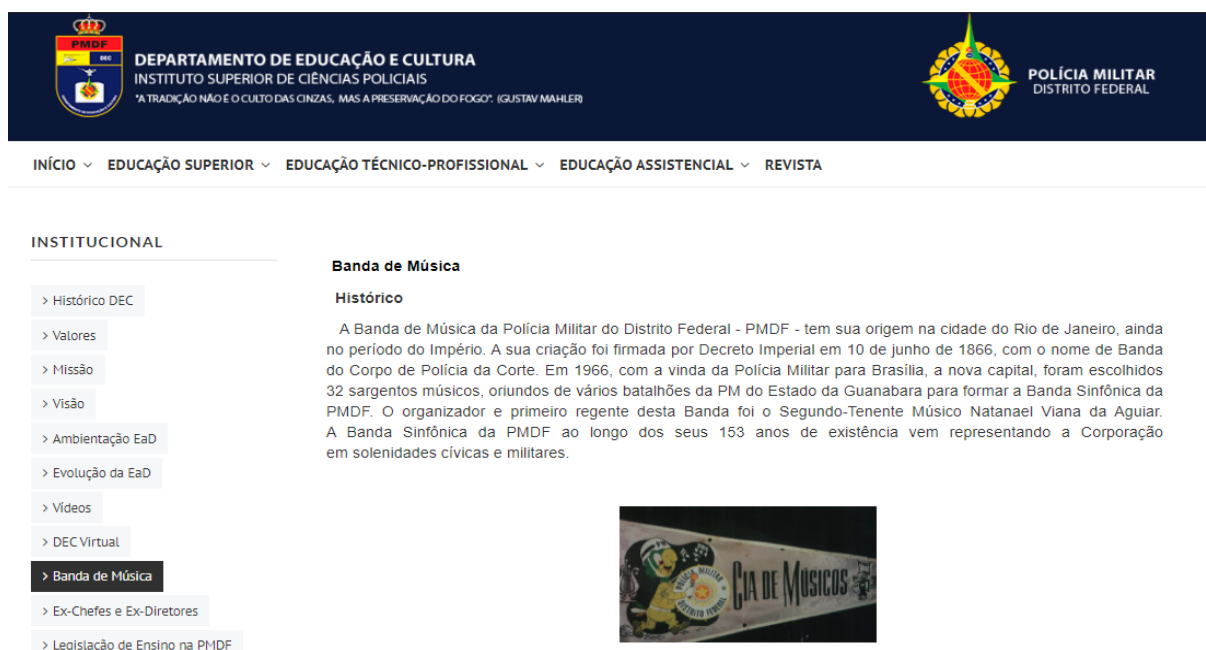 PMDF
DEC
DEPARTAMENTO DE EDUCAÇÃO E CULTURA
INSTITUTO SUPERIOR DE CIÊNCIAS POLICIAIS
"A TRADIÇÃO NÃO É O CULTO DAS CINZAS, MAS A PRESERVAÇÃO DO FOGO". (GUSTAV MAHLER)
POLÍCIA MILITAR
DISTRITO FEDERAL
INÍCIO EDUCAÇÃO SUPERIOR EDUCAÇÃO TÉCNICO-PROFISSIONAL EDUCAÇÃO ASSISTENCIAL REVISTA
INSTITUCIONAL
> Histórico DEC
> Valores
> Missão
> Visão
> Ambientação EaD
> Evolução da EaD
> Vídeos
> DEC Virtual
> Banda de Música
> Ex-Chefes e Ex-Diretores
> Legislação de Ensino na PMDF
Banda de Música
Histórico
A Banda de Música da Polícia Militar do Distrito Federal - PMDF - tem sua origem na cidade do Rio de Janeiro, ainda
no período do Império. A sua criação foi firmada por Decreto Imperial em 10 de junho de 1866, com o nome de Banda
do Corpo de Polícia da Corte. Em 1966, com a vinda da Polícia Militar para Brasília, a nova capital, foram escolhidos
32 sargentos músicos, oriundos de vários batalhões da PM do Estado da Guanabara para formar a Banda Sinfônica da
PMDF. O organizador e primeiro regente desta Banda foi o Segundo-Tenente Músico Natanael Viana da Aguiar.
A Banda Sinfônica da PMDF ao longo dos seus 153 anos de existência vem representando a Corporação
em solenidades cívicas e militares.
POLÍCIA MILITAR
DISTRITO FEDERAL
CIA DE MÚSICOS